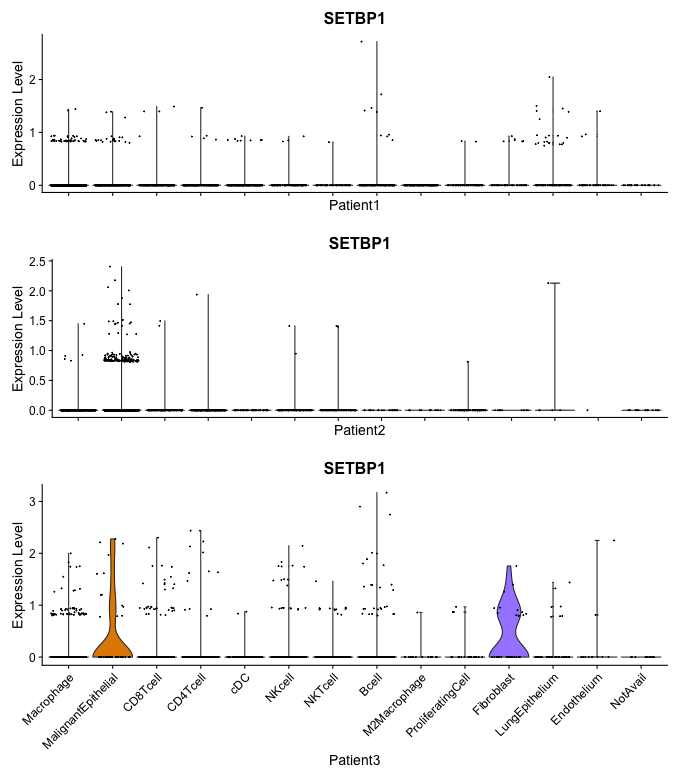 SETBP1
Expression Level
2
1
0
Patient1
SETBP1
Expression Level
2.5
2.0
1.5
1.0
0.5
0.0
Patient2
SETBP1
Expression Level
3
2
1
0
Macrophage
MalignantEpithelial
CD8Tcell
CD4Tcell
cDC
NKcell
NKTcell
Bcell
M2Macrophage
ProliferatingCell
Fibroblast
LungEpithelium
Endothelium
NotAvail
Patient3